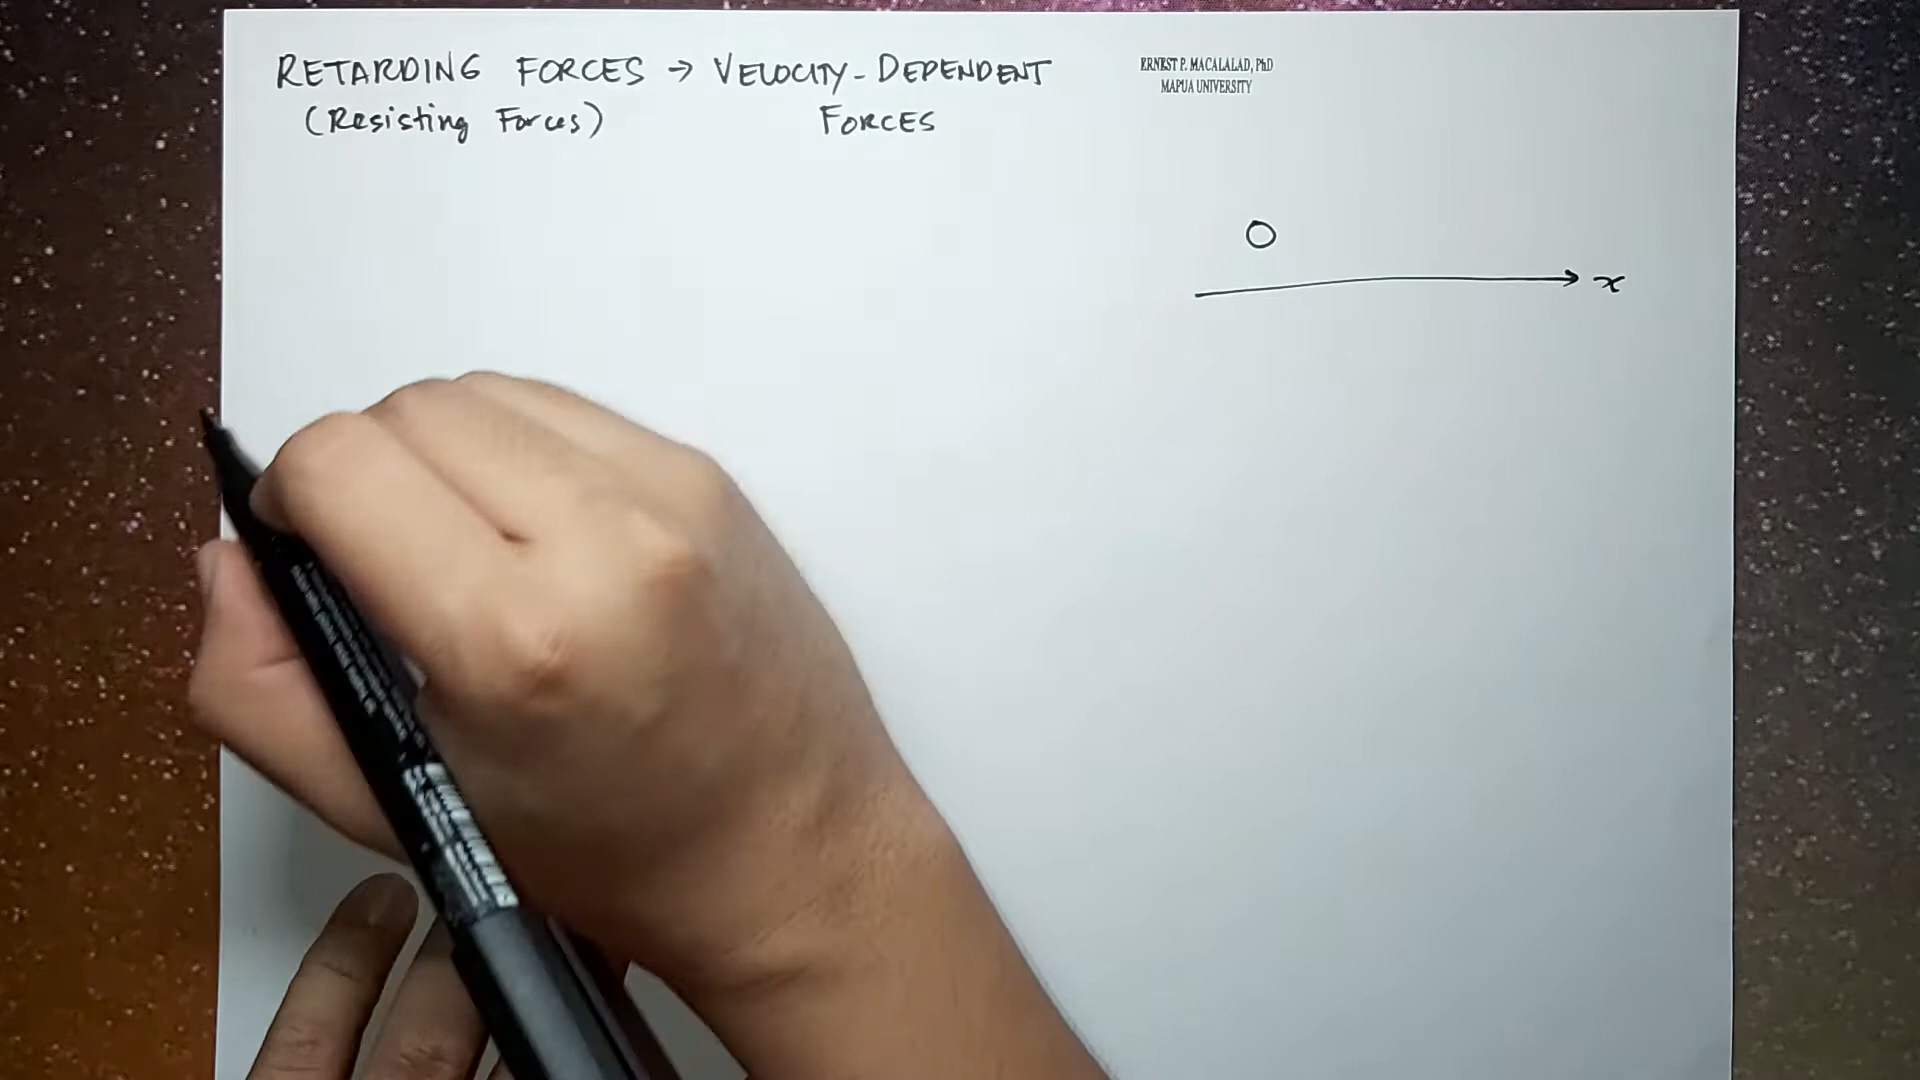 RETARDING FORCES → VELOCITY-DEPENDENT
(Resisting Forces) FORCES
ERNEST P. MACALALAD, PhD
MAPUA UNIVERSITY
x